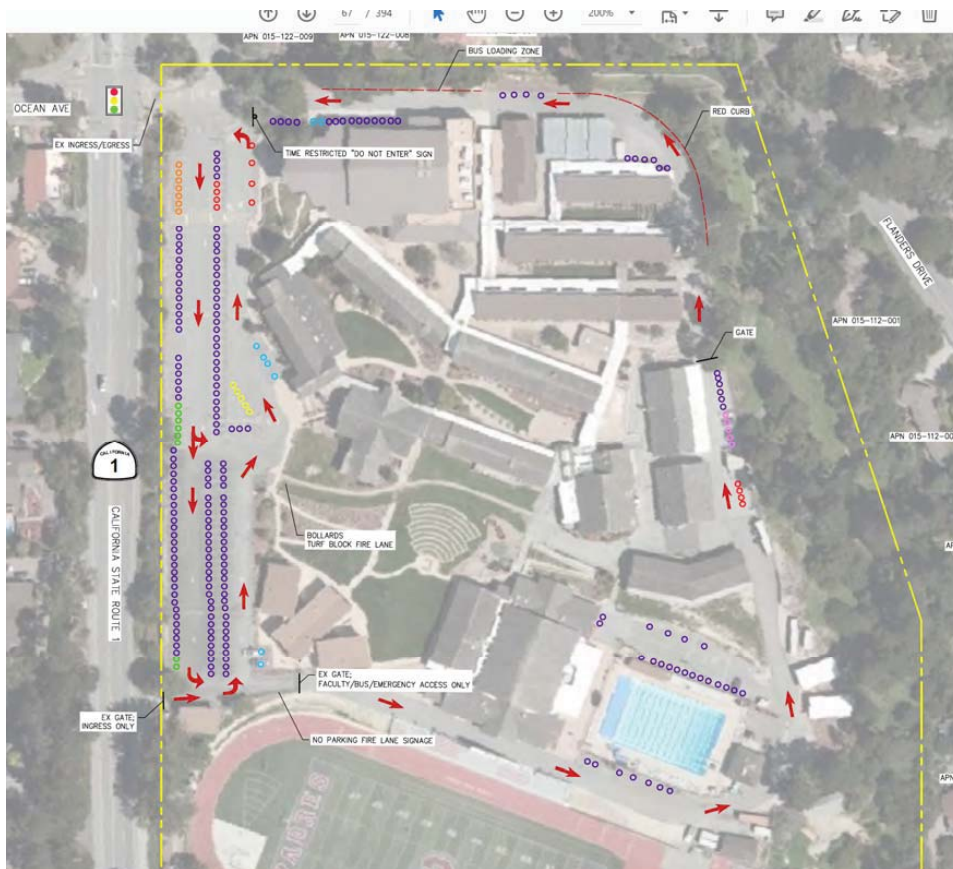 67 / 394
200%
APN 015-122-009
APN 015-122-008
BUS LOADING ZONE
OCEAN AVE
RED CURB
EX INGRESS/EGRESS
TIME RESTRICTED "DO NOT ENTER" SIGN
FLANDERS DRIVE
APN 015-112-001
GATE
APN 015-112-00
CALIFORNIA
1
CALIFORNIA STATE ROUTE 1
BOLLARDS
TURF BLOCK FIRE LANE
AP
APN
EX GATE;
FACULTY/BUS/EMERGENCY ACCESS ONLY
EX GATE;
INGRESS ONLY
NO PARKING FIRE LANE SIGNAGE
APN